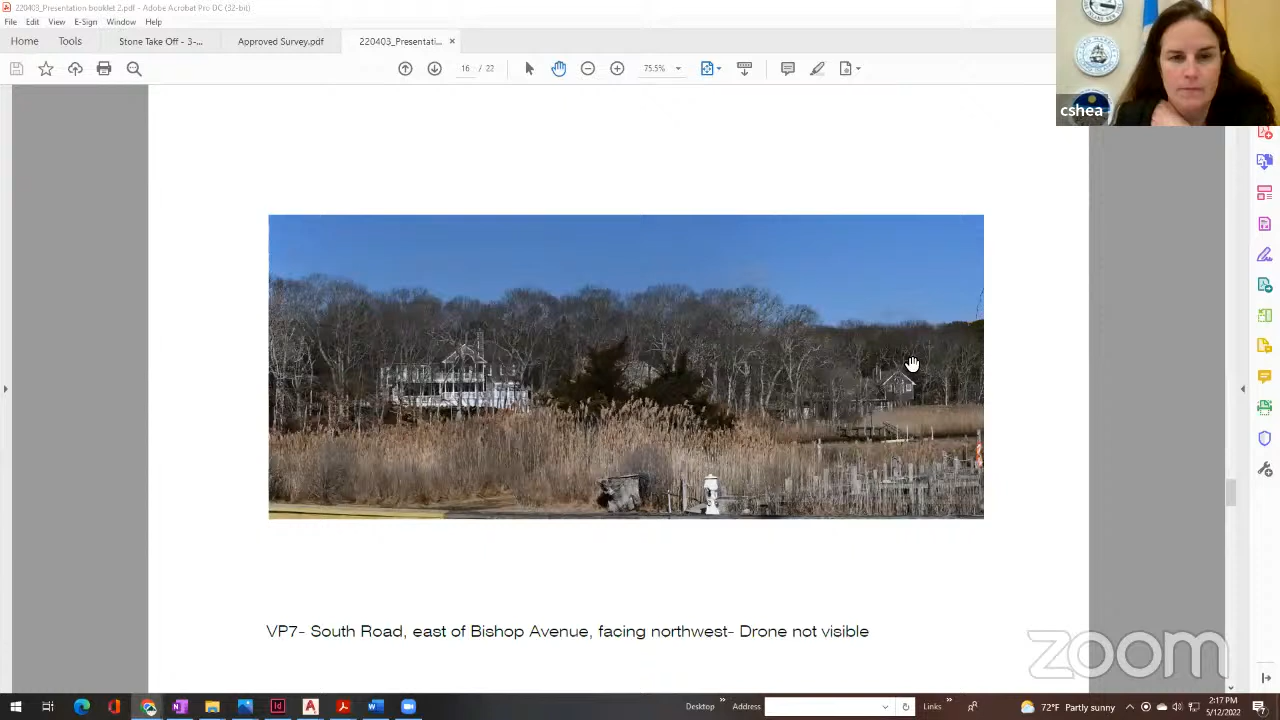 220403_Presentation booklet 2.pdf - Adobe Acrobat Pro DC (32-bit)
File Edit View E-Sign Window Help
Home Tools Stone Take Off - 3-... Approved Survey.pdf 220403_Presentati... ×
16 / 22 75.5%
cshea
VP7- South Road, east of Bishop Avenue, facing northwest- Drone not visible
zoom
Desktop » Address Links » 72°F Partly sunny 2:17 PM
5/12/2022